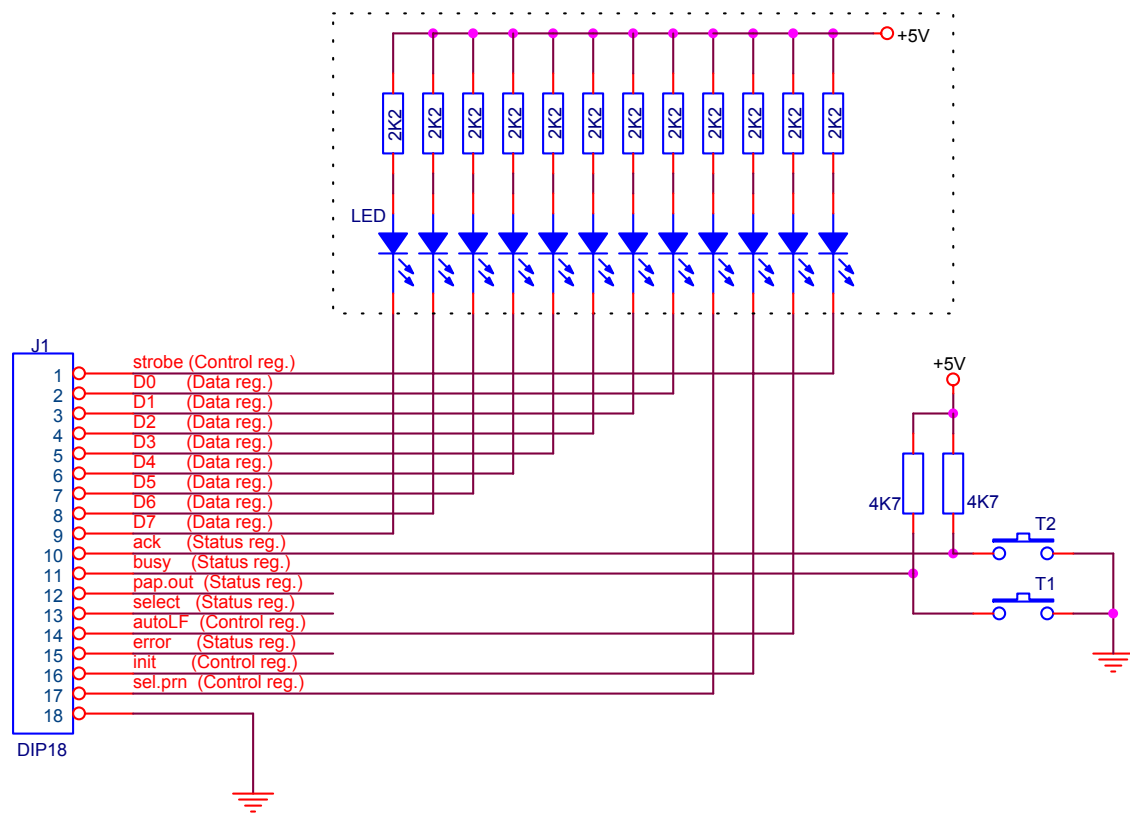 +5V
2K2 2K2 2K2 2K2 2K2 2K2 2K2 2K2 2K2 2K2 2K2 2K2
LED
J1
1 strobe (Control reg.)
2 D0 (Data reg.)
3 D1 (Data reg.)
4 D2 (Data reg.)
5 D3 (Data reg.)
6 D4 (Data reg.)
7 D5 (Data reg.)
8 D6 (Data reg.)
9 D7 (Data reg.)
10 ack (Status reg.)
11 busy (Status reg.)
12 pap.out (Status reg.)
13 select (Status reg.)
14 autoLF (Control reg.)
15 error (Status reg.)
16 init (Control reg.)
17 sel.prn (Control reg.)
18
DIP18
+5V
4K7 4K7
T2
T1